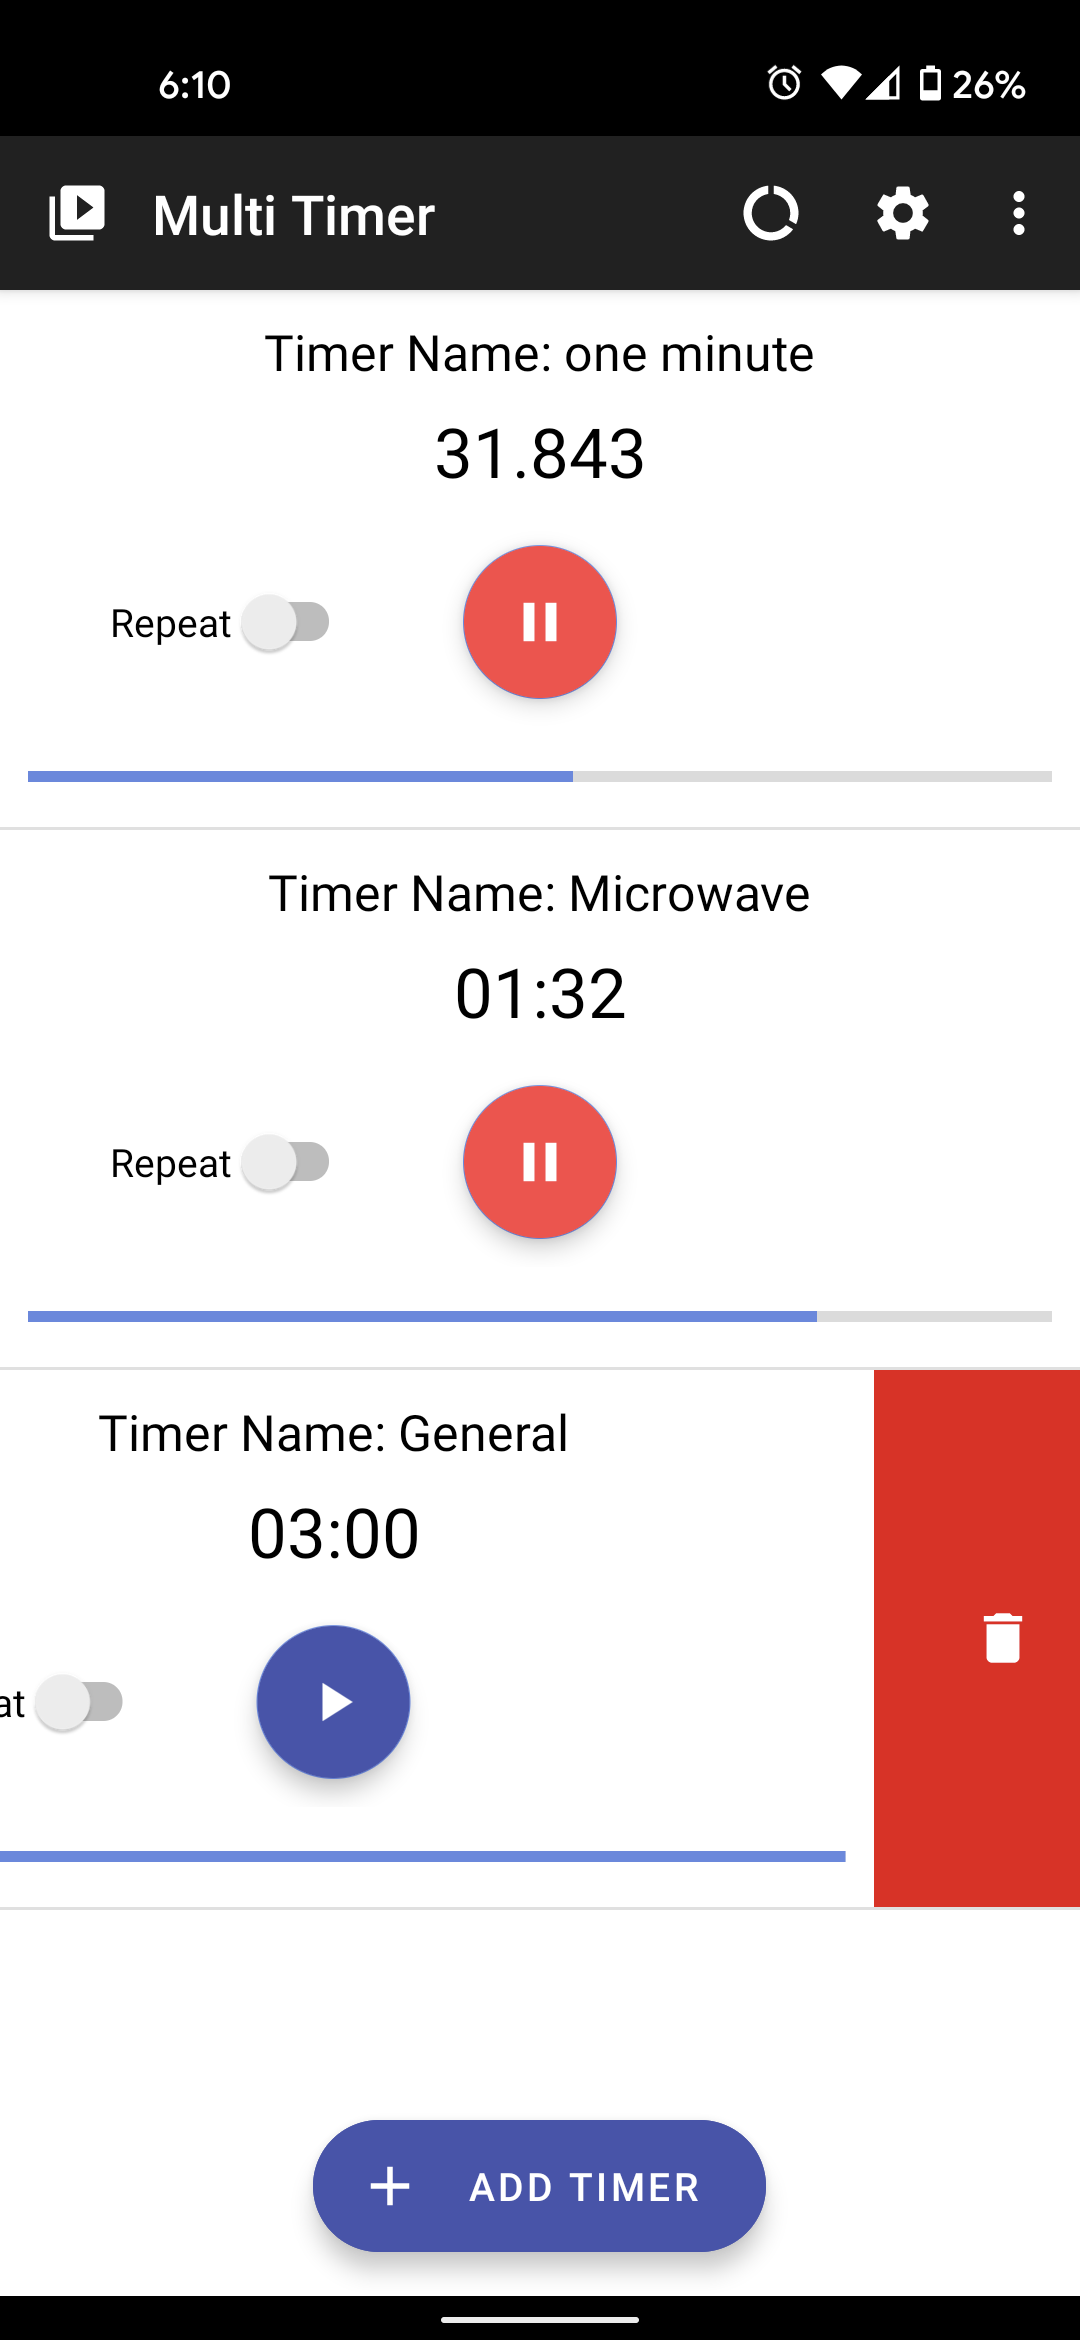 6:10
26%
Multi Timer
Timer Name: one minute
31.843
Repeat
Timer Name: Microwave
01:32
Repeat
Timer Name: General
03:00
at
ADD TIMER